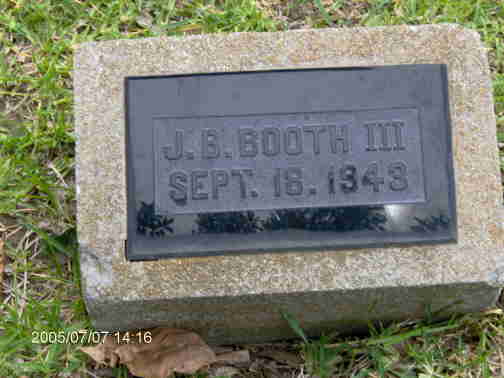 J.B.BOOTH III
SEPT. 18. 1943
2005/07/07 14:16